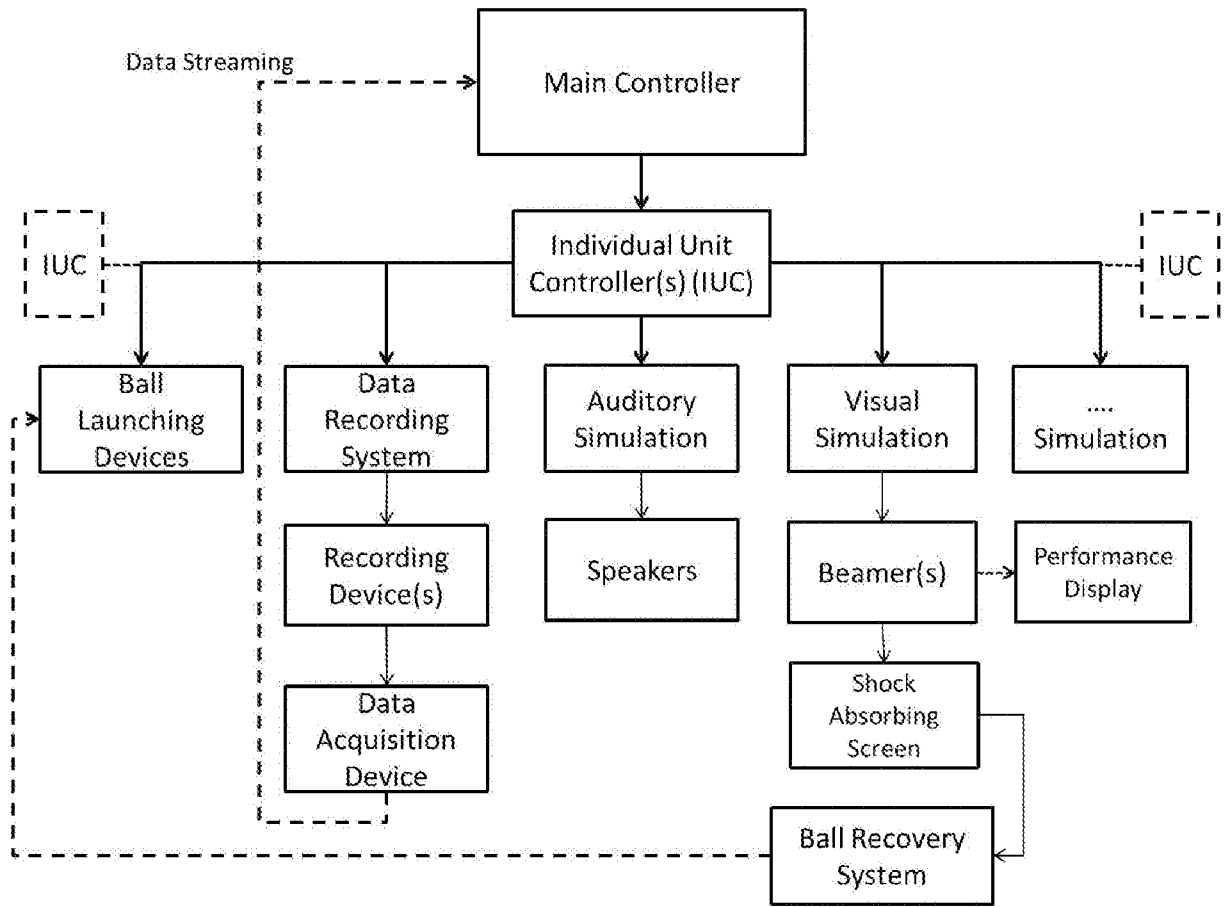 Data Streaming
Main Controller
IUC
Individual Unit
Controller(s) (IUC)
IUC
Ball
Launching
Devices
Data
Recording
System
Auditory
Simulation
Visual
Simulation
....
Simulation
Recording
Device(s)
Speakers
Beamer(s)
Performance
Display
Data
Acquisition
Device
Shock
Absorbing
Screen
Ball Recovery
System